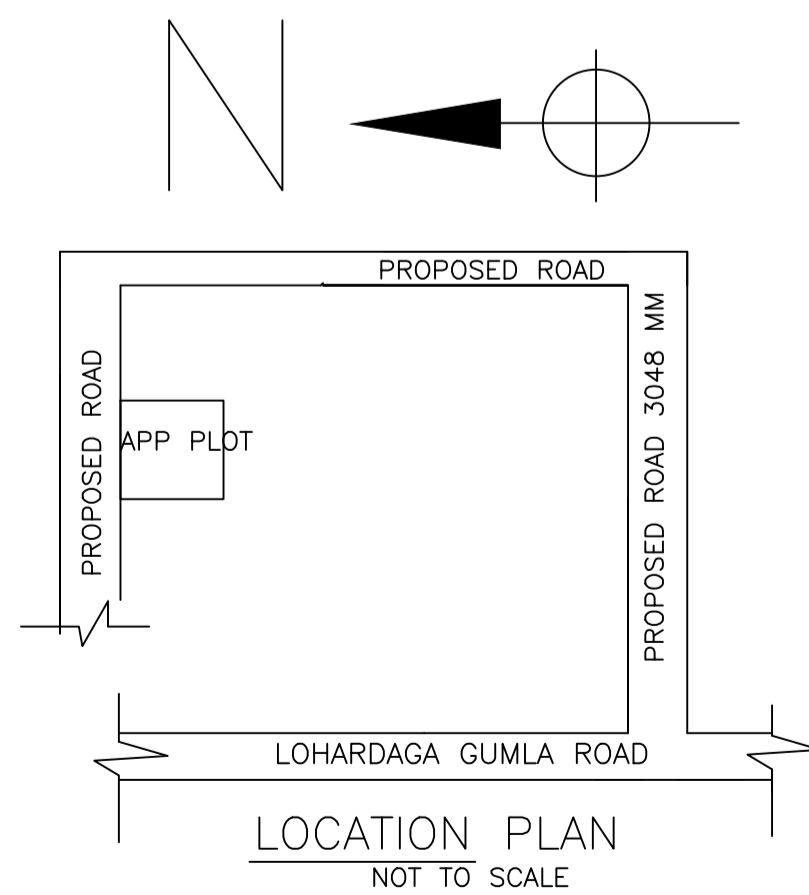 N
PROPOSED ROAD
PROPOSED ROAD
APP PLOT
PROPOSED ROAD 3048 MM
LOHARDAGA GUMLA ROAD
LOCATION PLAN
NOT TO SCALE